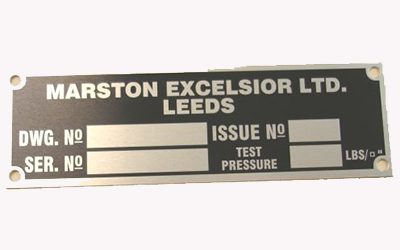 MARSTON EXCELSIOR LTD.
LEEDS
DWG. Nº ISSUE Nº
SER. Nº TEST PRESSURE LBS/□"